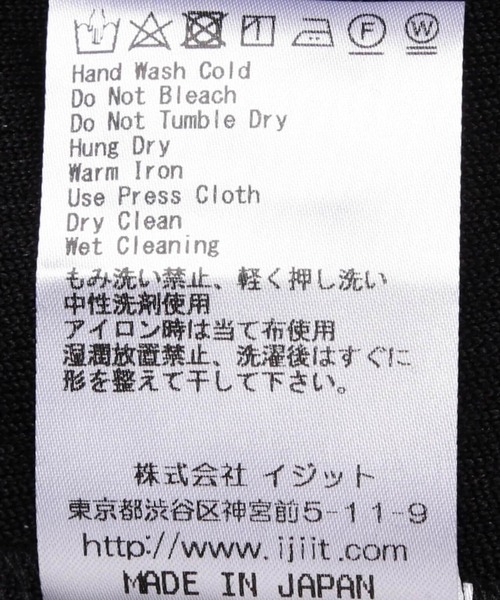 F W
Hand Wash Cold
Do Not Bleach
Do Not Tumble Dry
Hung Dry
Warm Iron
Use Press Cloth
Dry Clean
Wet Cleaning
もみ洗い禁止、軽く押し洗い
中性洗剤使用
アイロン時は当て布使用
湿潤放置禁止、洗濯後はすぐに
形を整えて干して下さい。
株式会社 イジット
東京都渋谷区神宮前5-11-9
http://www.ijiit.com
MADE IN JAPAN